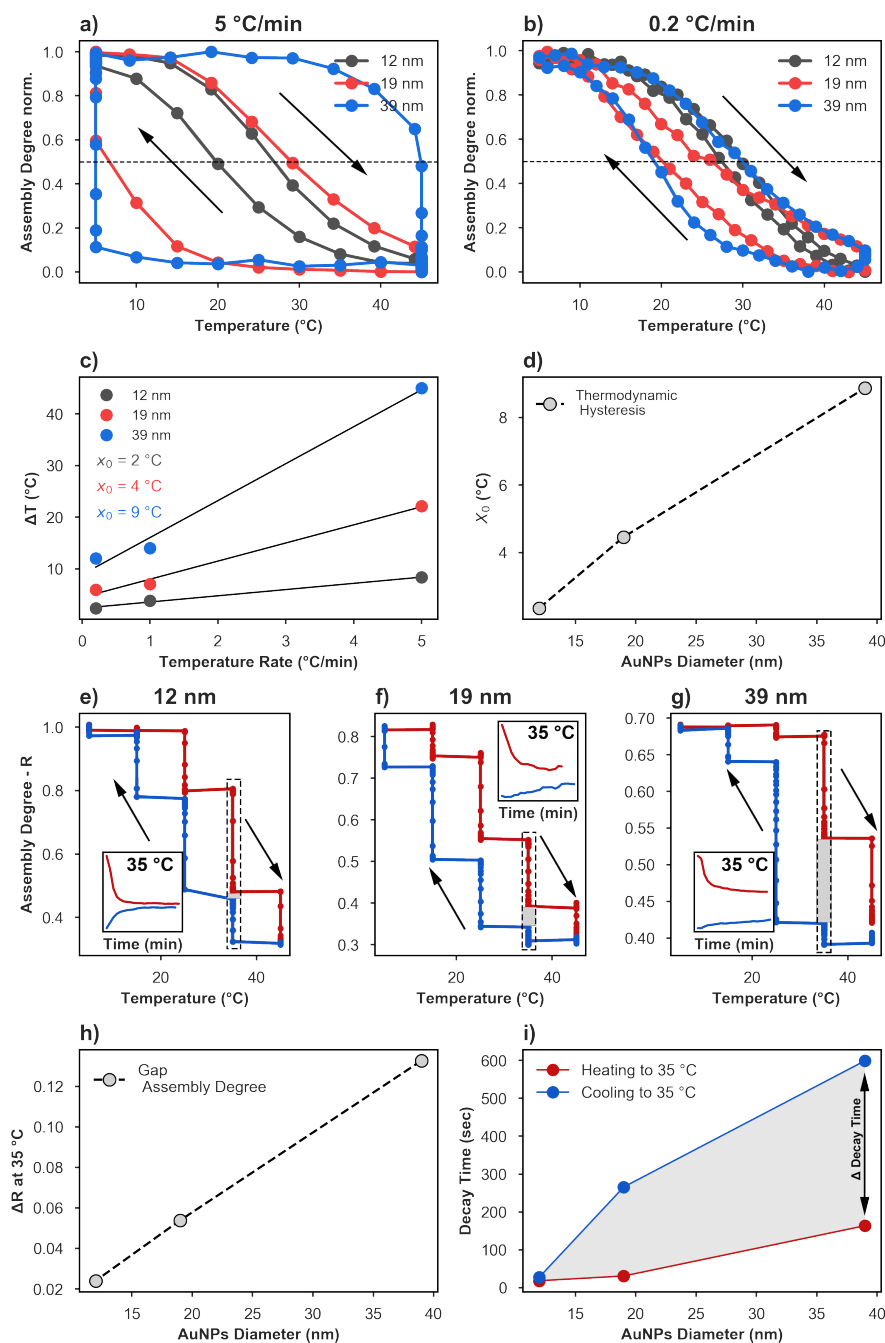 a)
5 °C/min
Assembly Degree norm.
1.0
0.8
0.6
0.4
0.2
0.0
12 nm
19 nm
39 nm
10
20
30
40
Temperature (°C)
b)
0.2 °C/min
Assembly Degree norm.
1.0
0.8
0.6
0.4
0.2
0.0
12 nm
19 nm
39 nm
10
20
30
40
Temperature (°C)
c)
ΔT (°C)
40
30
20
10
12 nm
19 nm
39 nm
x₀ = 2 °C
x₀ = 4 °C
x₀ = 9 °C
0
1
2
3
4
5
Temperature Rate (°C/min)
d)
X₀ (°C)
8
6
4
Thermodynamic
Hysteresis
15
20
25
30
35
40
AuNPs Diameter (nm)
e)
12 nm
Assembly Degree - R
1.0
0.8
0.6
0.4
35 °C
Time (min)
20
40
Temperature (°C)
f)
19 nm
0.8
0.7
0.6
0.5
0.4
0.3
35 °C
Time (min)
20
40
Temperature (°C)
g)
39 nm
0.70
0.65
0.60
0.55
0.50
0.45
0.40
35 °C
Time (min)
20
40
Temperature (°C)
h)
ΔR at 35 °C
0.12
0.10
0.08
0.06
0.04
0.02
Gap
Assembly Degree
15
20
25
30
35
40
AuNPs Diameter (nm)
i)
Decay Time (sec)
600
500
400
300
200
100
0
Heating to 35 °C
Cooling to 35 °C
Δ Decay Time
15
20
25
30
35
40
AuNPs Diameter (nm)